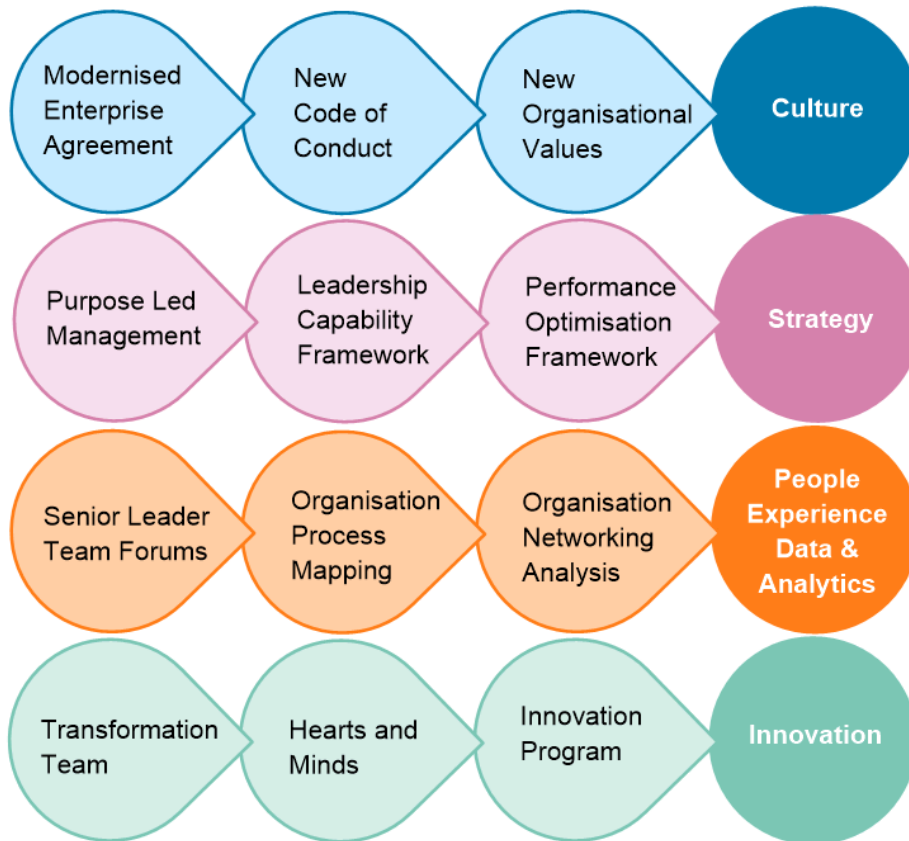 Modernised
Enterprise
Agreement
New
Code of
Conduct
New
Organisational
Values
Culture
Purpose Led
Management
Leadership
Capability
Framework
Performance
Optimisation
Framework
Strategy
Senior Leader
Team Forums
Organisation
Process
Mapping
Organisation
Networking
Analysis
People
Experience
Data &
Analytics
Transformation
Team
Hearts and
Minds
Innovation
Program
Innovation